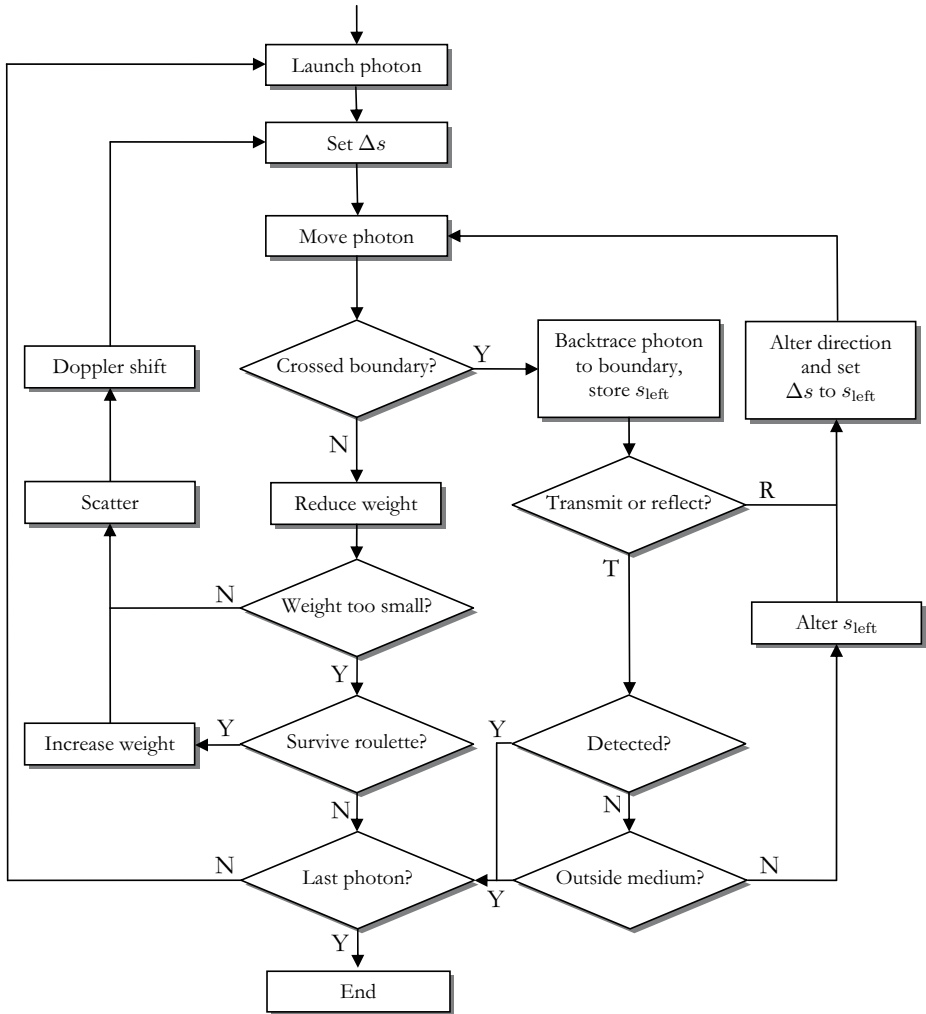 Launch photon
Set Δs
Move photon
Crossed boundary?
Y
N
Backtrace photon
to boundary,
store s_left
Alter direction
and set
Δs to s_left
Doppler shift
Scatter
Reduce weight
Transmit or reflect?
R
T
Weight too small?
N
Y
Alter s_left
Increase weight
Y
Survive roulette?
N
Y
Detected?
N
Last photon?
N
Y
Outside medium?
Y
N
End